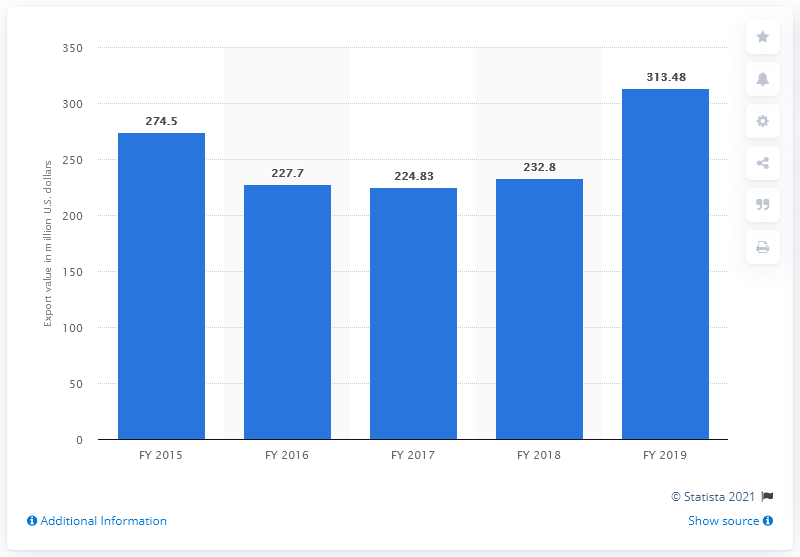 350
300
250
200
150
100
50
0
Export value in million U.S. dollars
274.5
227.7
224.83
232.8
313.48
FY 2015
FY 2016
FY 2017
FY 2018
FY 2019
© Statista 2021
Additional Information
Show source